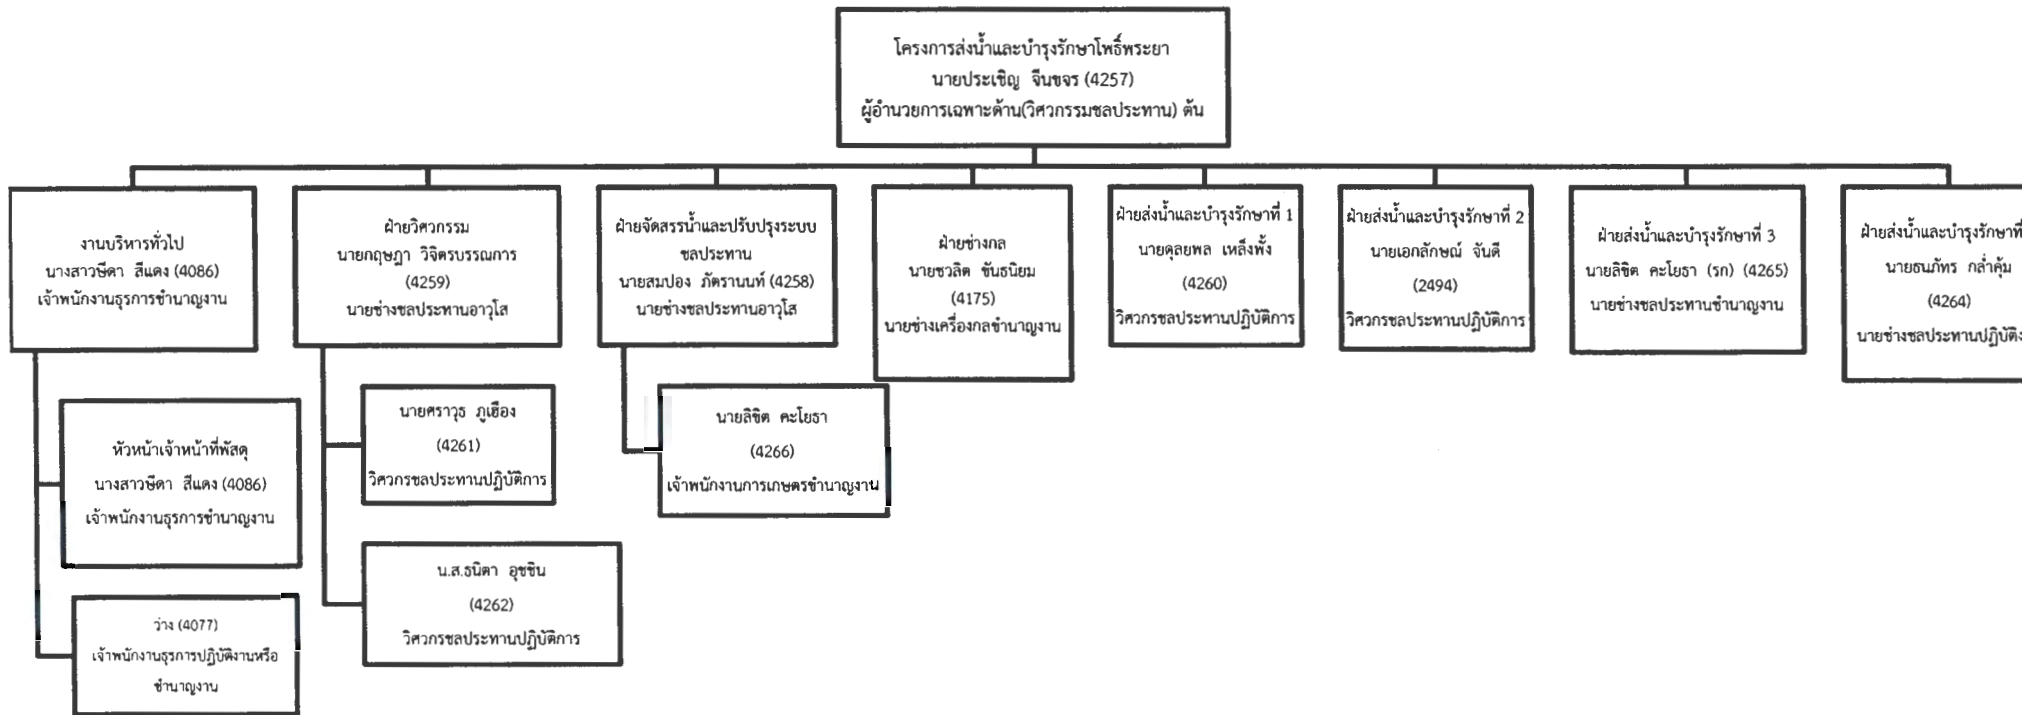 โครงการส่งน้ำและบำรุงรักษาโพธิ์พระยา
นายประเชิญ จีนขจร (4257)
ผู้อำนวยการเฉพาะด้าน(วิศวกรรมชลประทาน) ต้น
งานบริหารทั่วไป
นางสาวษีดา สีแดง (4086)
เจ้าพนักงานธุรการชำนาญงาน
ฝ่ายวิศวกรรม
นายกฤษฎา วิจิตรบรรณการ
(4259)
นายช่างชลประทานอาวุโส
ฝ่ายจัดสรรน้ำและปรับปรุงระบบ
ชลประทาน
นายสมปอง ภัตรานนท์ (4258)
นายช่างชลประทานอาวุโส
ฝ่ายช่างกล
นายชวลิต ขันธนิยม
(4175)
นายช่างเครื่องกลชำนาญงาน
ฝ่ายส่งน้ำและบำรุงรักษาที่ 1
นายดุลยพล เหล็งพั้ง
(4260)
วิศวกรชลประทานปฏิบัติการ
ฝ่ายส่งน้ำและบำรุงรักษาที่ 2
นายเอกลักษณ์ จันดี
(2494)
วิศวกรชลประทานปฏิบัติการ
ฝ่ายส่งน้ำและบำรุงรักษาที่ 3
นายลิขิต คะโยธา (รก) (4265)
นายช่างชลประทานชำนาญงาน
ฝ่ายส่งน้ำและบำรุงรักษาที่
นายธนภัทร กล่ำคุ้ม
(4264)
นายช่างชลประทานปฏิบัติง
หัวหน้าเจ้าหน้าที่พัสดุ
นางสาวษีดา สีแดง (4086)
เจ้าพนักงานธุรการชำนาญงาน
ว่าง (4077)
เจ้าพนักงานธุรการปฏิบัติงานหรือ
ชำนาญงาน
นายศราวุธ ภูเฮือง
(4261)
วิศวกรชลประทานปฏิบัติการ
น.ส.ธนิตา อุชชิน
(4262)
วิศวกรชลประทานปฏิบัติการ
นายลิขิต คะโยธา
(4266)
เจ้าพนักงานการเกษตรชำนาญงาน